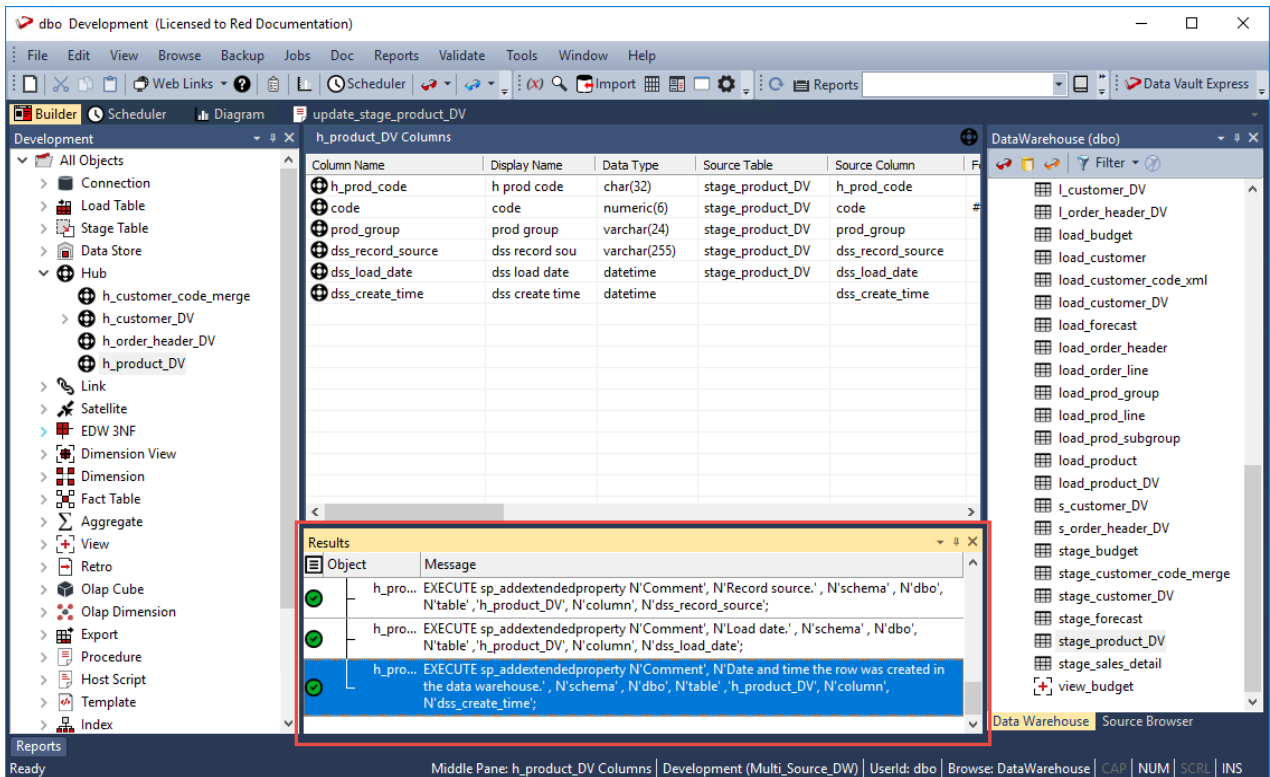 dbo Development (Licensed to Red Documentation)
File Edit View Browse Backup Jobs Doc Reports Validate Tools Window Help
Web Links Scheduler (x) Import Reports Data Vault Express
Builder Scheduler Diagram update_stage_product_DV
Development
All Objects
Connection
Load Table
Stage Table
Data Store
Hub
h_customer_code_merge
h_customer_DV
h_order_header_DV
h_product_DV
Link
Satellite
EDW 3NF
Dimension View
Dimension
Fact Table
Aggregate
View
Retro
Olap Cube
Olap Dimension
Export
Procedure
Host Script
Template
Index
h_product_DV Columns
Column Name Display Name Data Type Source Table Source Column
h_prod_code h prod code char(32) stage_product_DV h_prod_code
code code numeric(6) stage_product_DV code #
prod_group prod group varchar(24) stage_product_DV prod_group
dss_record_source dss record sou varchar(255) stage_product_DV dss_record_source
dss_load_date dss load date datetime stage_product_DV dss_load_date
dss_create_time dss create time datetime dss_create_time
Results
Object Message
h_pro... EXECUTE sp_addextendedproperty N'Comment', N'Record source.' , N'schema' , N'dbo',
N'table' ,'h_product_DV', N'column', N'dss_record_source';
h_pro... EXECUTE sp_addextendedproperty N'Comment', N'Load date.' , N'schema' , N'dbo',
N'table' ,'h_product_DV', N'column', N'dss_load_date';
h_pro... EXECUTE sp_addextendedproperty N'Comment', N'Date and time the row was created in
the data warehouse.' , N'schema' , N'dbo', N'table' ,'h_product_DV', N'column',
N'dss_create_time';
DataWarehouse (dbo)
Filter
l_customer_DV
l_order_header_DV
load_budget
load_customer
load_customer_code_xml
load_customer_DV
load_forecast
load_order_header
load_order_line
load_prod_group
load_prod_line
load_prod_subgroup
load_product
load_product_DV
s_customer_DV
s_order_header_DV
stage_budget
stage_customer_code_merge
stage_customer_DV
stage_forecast
stage_product_DV
stage_sales_detail
view_budget
Data Warehouse Source Browser
Reports
Ready Middle Pane: h_product_DV Columns Development (Multi_Source_DW) UserId: dbo Browse: DataWarehouse CAP NUM SCRL INS